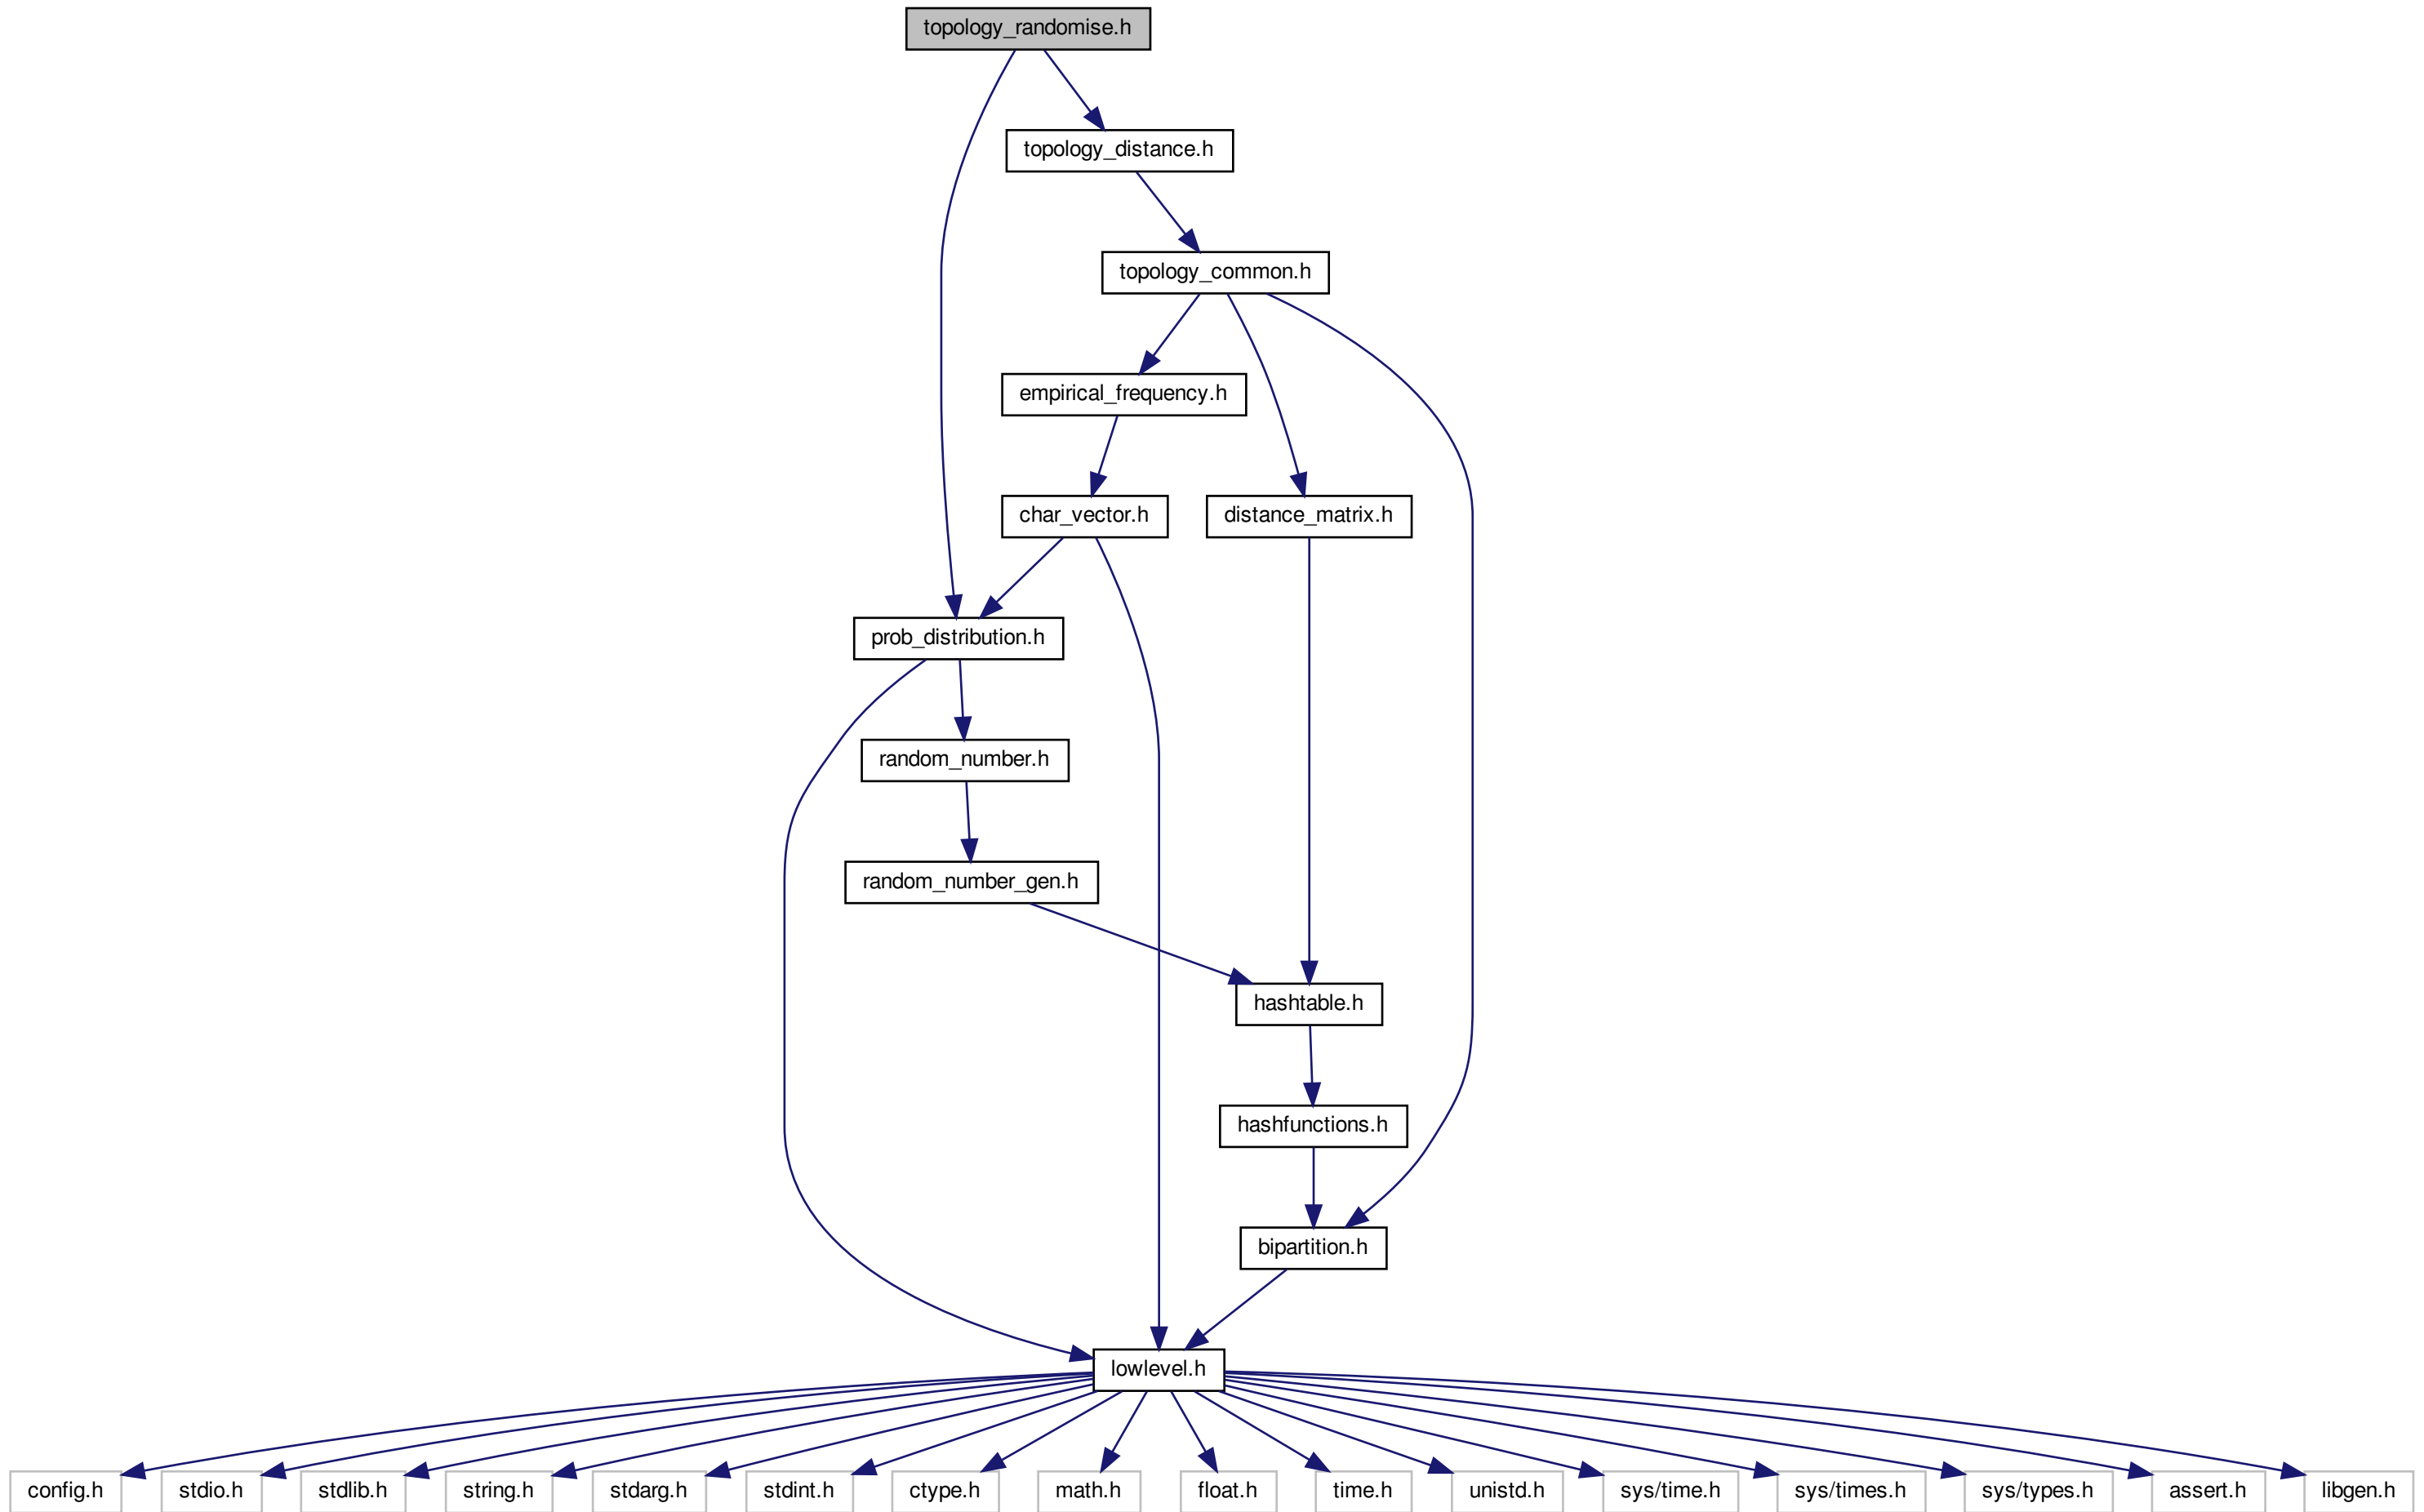 topology_randomise.h
topology_distance.h
topology_common.h
empirical_frequency.h
char_vector.h
distance_matrix.h
prob_distribution.h
random_number.h
random_number_gen.h
hashtable.h
hashfunctions.h
bipartition.h
lowlevel.h
config.h
stdio.h
stdlib.h
string.h
stdarg.h
stdint.h
ctype.h
math.h
float.h
time.h
unistd.h
sys/time.h
sys/times.h
sys/types.h
assert.h
libgen.h